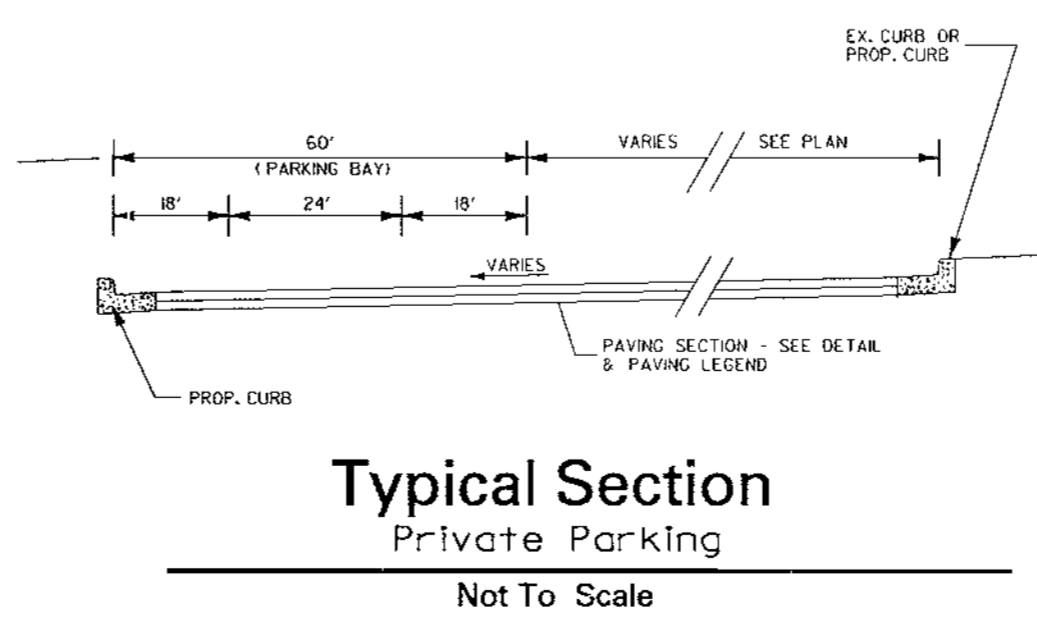 EX. CURB OR
PROP. CURB
60'
VARIES
SEE PLAN
(PARKING BAY)
18'
24'
18'
VARIES
PAVING SECTION - SEE DETAIL
& PAVING LEGEND
PROP. CURB
Typical Section
Private Parking
Not To Scale